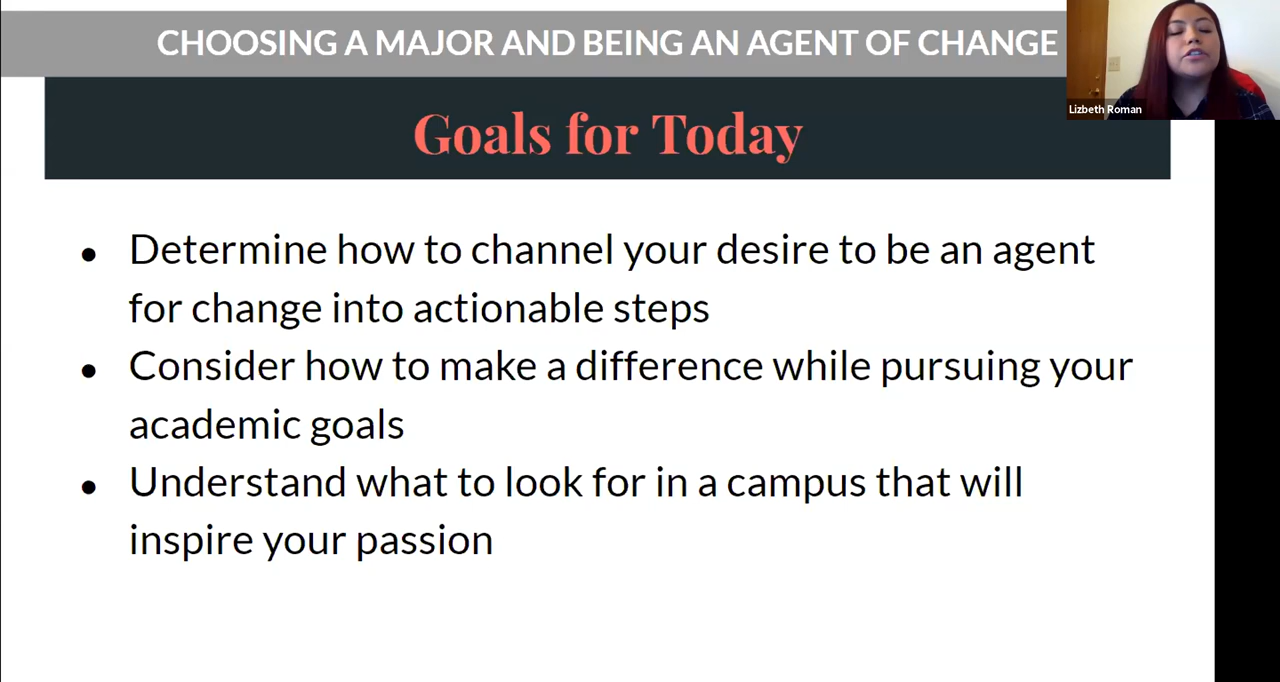 CHOOSING A MAJOR AND BEING AN AGENT OF CHANGE
Lizbeth Roman
Goals for Today
● Determine how to channel your desire to be an agent
for change into actionable steps
● Consider how to make a difference while pursuing your
academic goals
● Understand what to look for in a campus that will
inspire your passion